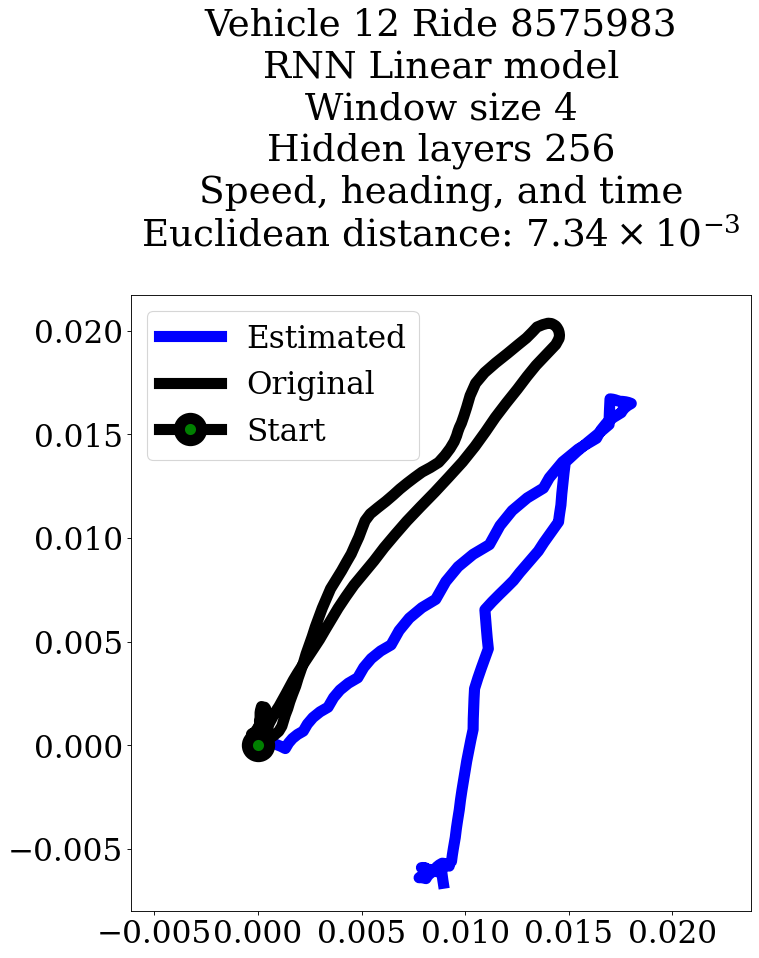 Vehicle 12 Ride 8575983
RNN Linear model
Window size 4
Hidden layers 256
Speed, heading, and time
Euclidean distance: 7.34 × 10⁻³
Estimated
Original
Start
0.020
0.015
0.010
0.005
0.000
−0.005
−0.005 0.000 0.005 0.010 0.015 0.020